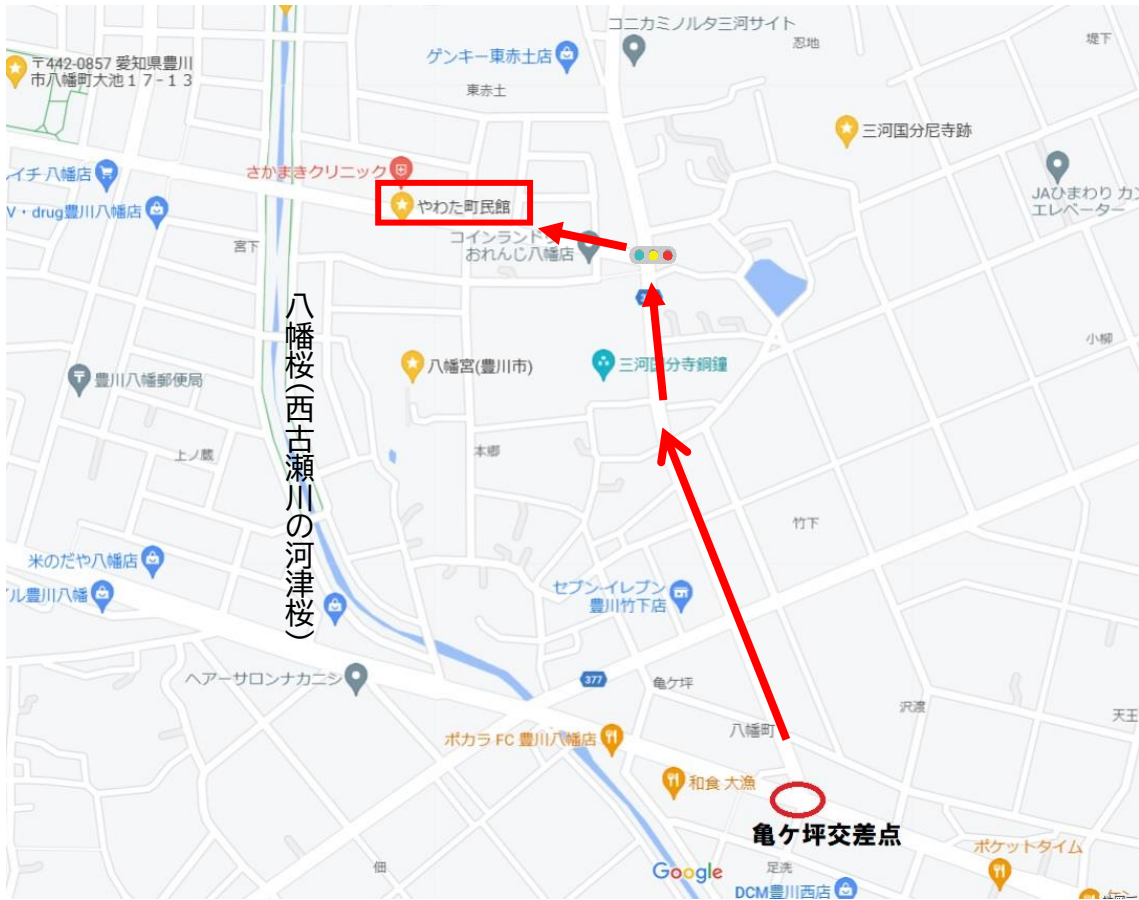 コニカミノルタ三河サイト
忍地
堤下
ゲンキー東赤土店
〒442-0857 愛知県豊川
市八幡町大池17-13
東赤土
三河国分尼寺跡
さかまきクリニック
イチ 八幡店
やわた町民館
JAひまわり カン
エレベーター
V・drug豊川八幡店
宮下
コインランドリ
おれんじ八幡店
八幡桜(西古瀬川の河津桜)
小柳
八幡宮(豊川市)
三河国分寺銅鐘
豊川八幡郵便局
上ノ蔵
本郷
竹下
米のだや八幡店
セブン-イレブン
豊川竹下店
ル豊川八幡
ヘアーサロンナカニシ
377
亀ケ坪
沢渡
天王
八幡町
ポカラ FC 豊川八幡店
和食 大漁
亀ケ坪交差点
ポケットタイム
佃
Google
足洗
DCM豊川西店